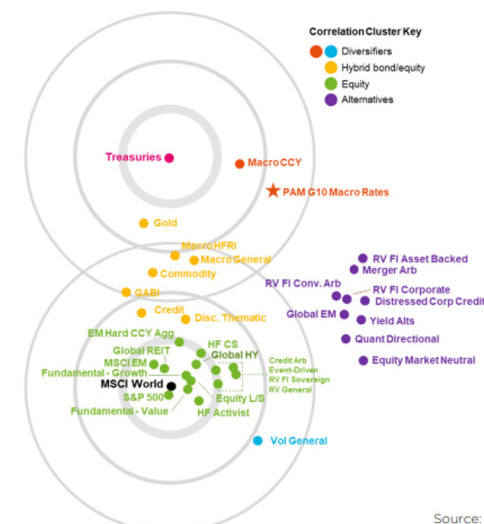 Correlation Cluster Key
Diversifiers
Hybrid bond/equity
Equity
Alternatives
Treasuries
Macro CCY
PAM G10 Macro Rates
Gold
Macro HFRI
Macro General
Commodity
GABI
Credit
Disc. Thematic
RV FI Asset Backed
Merger Arb
RV FI Conv. Arb
RV FI Corporate
Distressed Corp Credit
Global EM
Yield Alts
Quant Directional
Equity Market Neutral
EM Hard CCY Agg
HF CS
Global REIT
Global HY
MSCI EM
Fundamental - Growth
MSCI World
S&P 500
Fundamental - Value
Credit Arb
Event-Driven
RV FI Sovereign
RV General
Equity L/S
HF Activist
Vol General
Source: